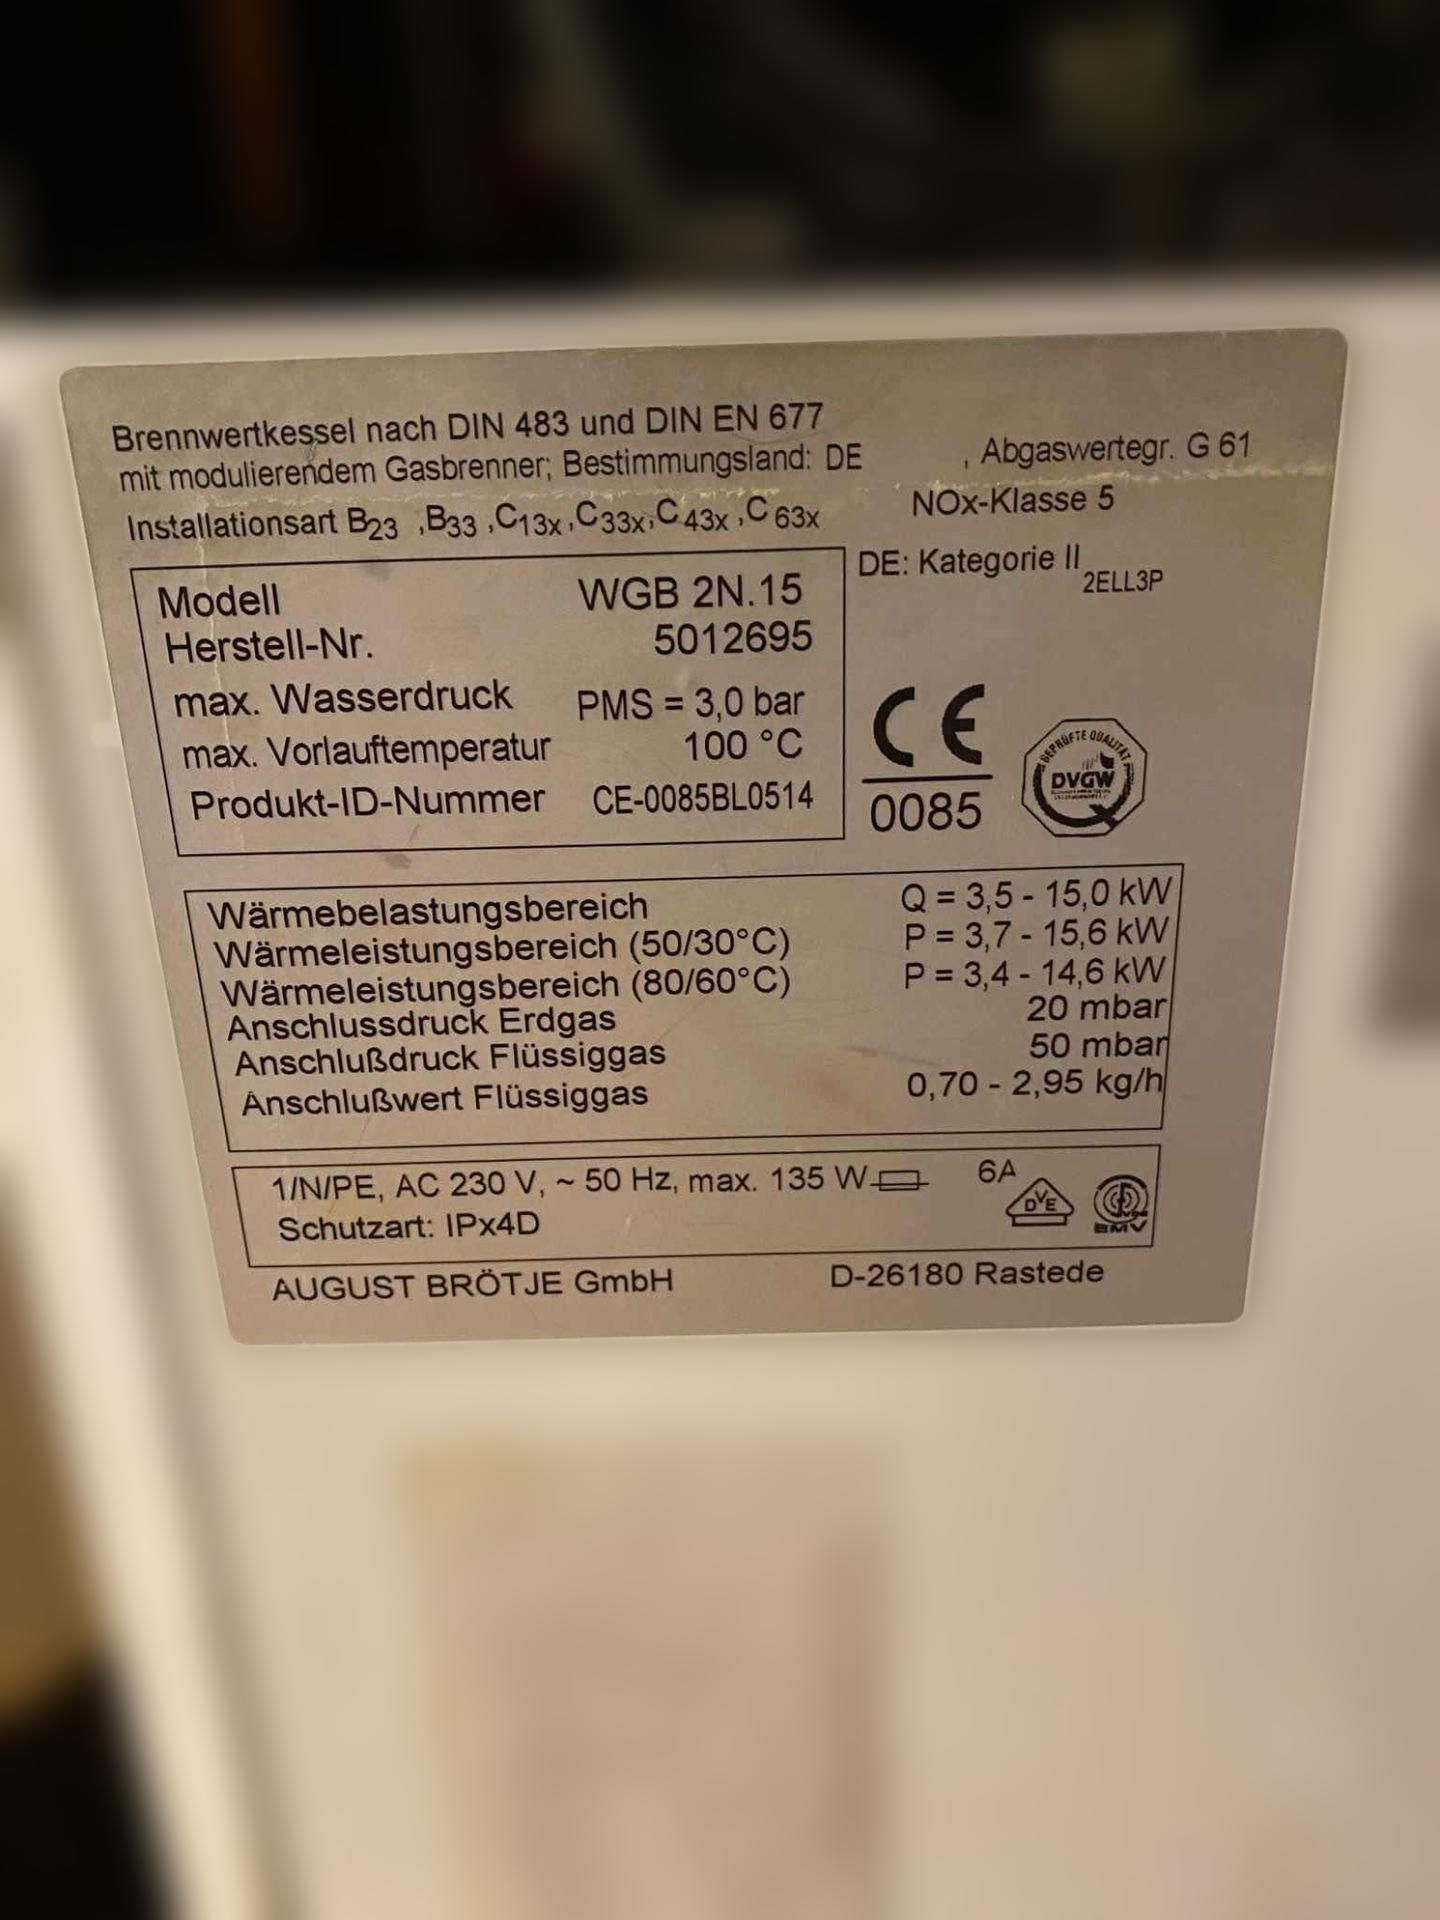 Brennwertkessel nach DIN 483 und DIN EN 677
mit modulierendem Gasbrenner; Bestimmungsland: DE , Abgaswertegr. G 61
Installationsart B23 ,B33 ,C13x,C33x,C43x ,C63x NOx-Klasse 5
DE: Kategorie II 2ELL3P
Modell WGB 2N.15
Herstell-Nr. 5012695
max. Wasserdruck PMS = 3,0 bar
max. Vorlauftemperatur 100 °C
Produkt-ID-Nummer CE-0085BL0514
CE
0085
GEPRÜFTE QUALITÄT
DVGW
Wärmebelastungsbereich Q = 3,5 - 15,0 kW
Wärmeleistungsbereich (50/30°C) P = 3,7 - 15,6 kW
Wärmeleistungsbereich (80/60°C) P = 3,4 - 14,6 kW
Anschlussdruck Erdgas 20 mbar
Anschlußdruck Flüssiggas 50 mbar
Anschlußwert Flüssiggas 0,70 - 2,95 kg/h
1/N/PE, AC 230 V, ~ 50 Hz, max. 135 W 6A
DVE
EMV
Schutzart: IPx4D
AUGUST BRÖTJE GmbH D-26180 Rastede